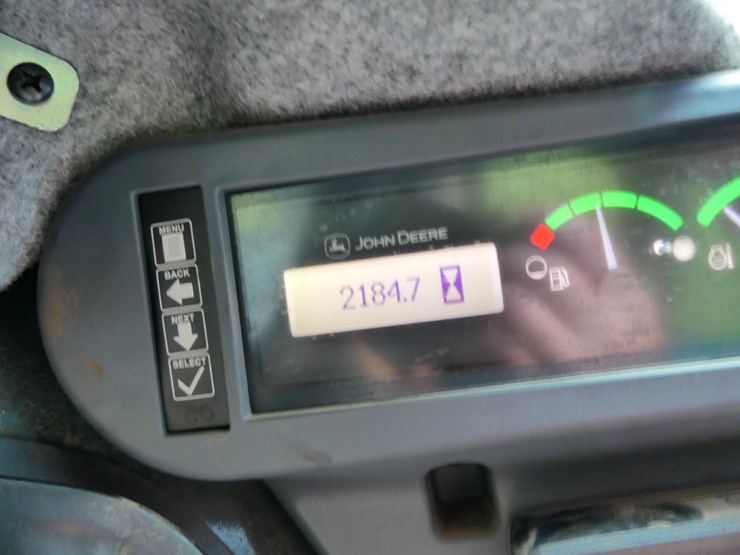 MENU
BACK
NEXT
SELECT
JOHN DEERE
2184.7